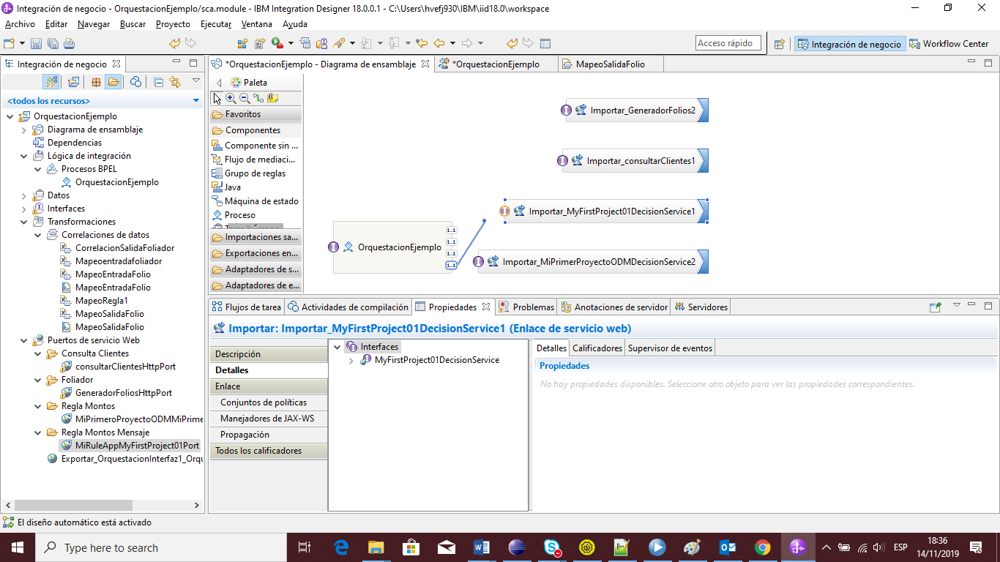 Integración de negocio - OrquestacionEjemplo/sca.module - IBM Integration Designer 18.0.0.1 - C:\Users\hvefj930\IBM\iid18.0\workspace
Archivo Editar Navegar Buscar Proyecto Ejecutar Ventana Ayuda
Acceso rápido Integración de negocio Workflow Center
Integración de negocio
<todos los recursos>
OrquestacionEjemplo
Diagrama de ensamblaje
Dependencias
Lógica de integración
Procesos BPEL
OrquestacionEjemplo
Datos
Interfaces
Transformaciones
Correlaciones de datos
CorrelacionSalidaFoliador
Mapeoentradafoliador
MapeoEntradaFolio
MapeoEntradaFolio
MapeoRegla1
MapeoSalidaFolio
MapeoSalidaFolio
Puertos de servicio Web
Consulta Clientes
consultarClientesHttpPort
Foliador
GeneradorFoliosHttpPort
Regla Montos
MiPrimeroProyectoODMMiPrime
Regla Montos Mensaje
MiRuleAppMyFirstProject01Port
Exportar_OrquestacionInterfaz1_Orqu
*OrquestacionEjemplo - Diagrama de ensamblaje
*OrquestacionEjemplo
MapeoSalidaFolio
Paleta
Favoritos
Componentes
Componente sin ...
Flujo de mediaci...
Grupo de reglas
Java
Máquina de estado
Proceso
Importaciones sa...
Exportaciones en...
Adaptadores de s...
Adaptadores de e...
Importar_GeneradorFolios2
Importar_consultarClientes1
Importar_MyFirstProject01DecisionService1
OrquestacionEjemplo
1..1
1..1
1..1
1..1
Importar_MiPrimerProyectoODMDecisionService2
Flujos de tarea
Actividades de compilación
Propiedades
Problemas
Anotaciones de servidor
Servidores
Importar: Importar_MyFirstProject01DecisionService1 (Enlace de servicio web)
Descripción
Detalles
Enlace
Conjuntos de políticas
Manejadores de JAX-WS
Propagación
Todos los calificadores
Interfaces
MyFirstProject01DecisionService
Detalles
Calificadores
Supervisor de eventos
Propiedades
No hay propiedades disponibles. Seleccione otro objeto para ver las propiedades correspondientes.
El diseño automático está activado
Type here to search
ESP
18:36
14/11/2019